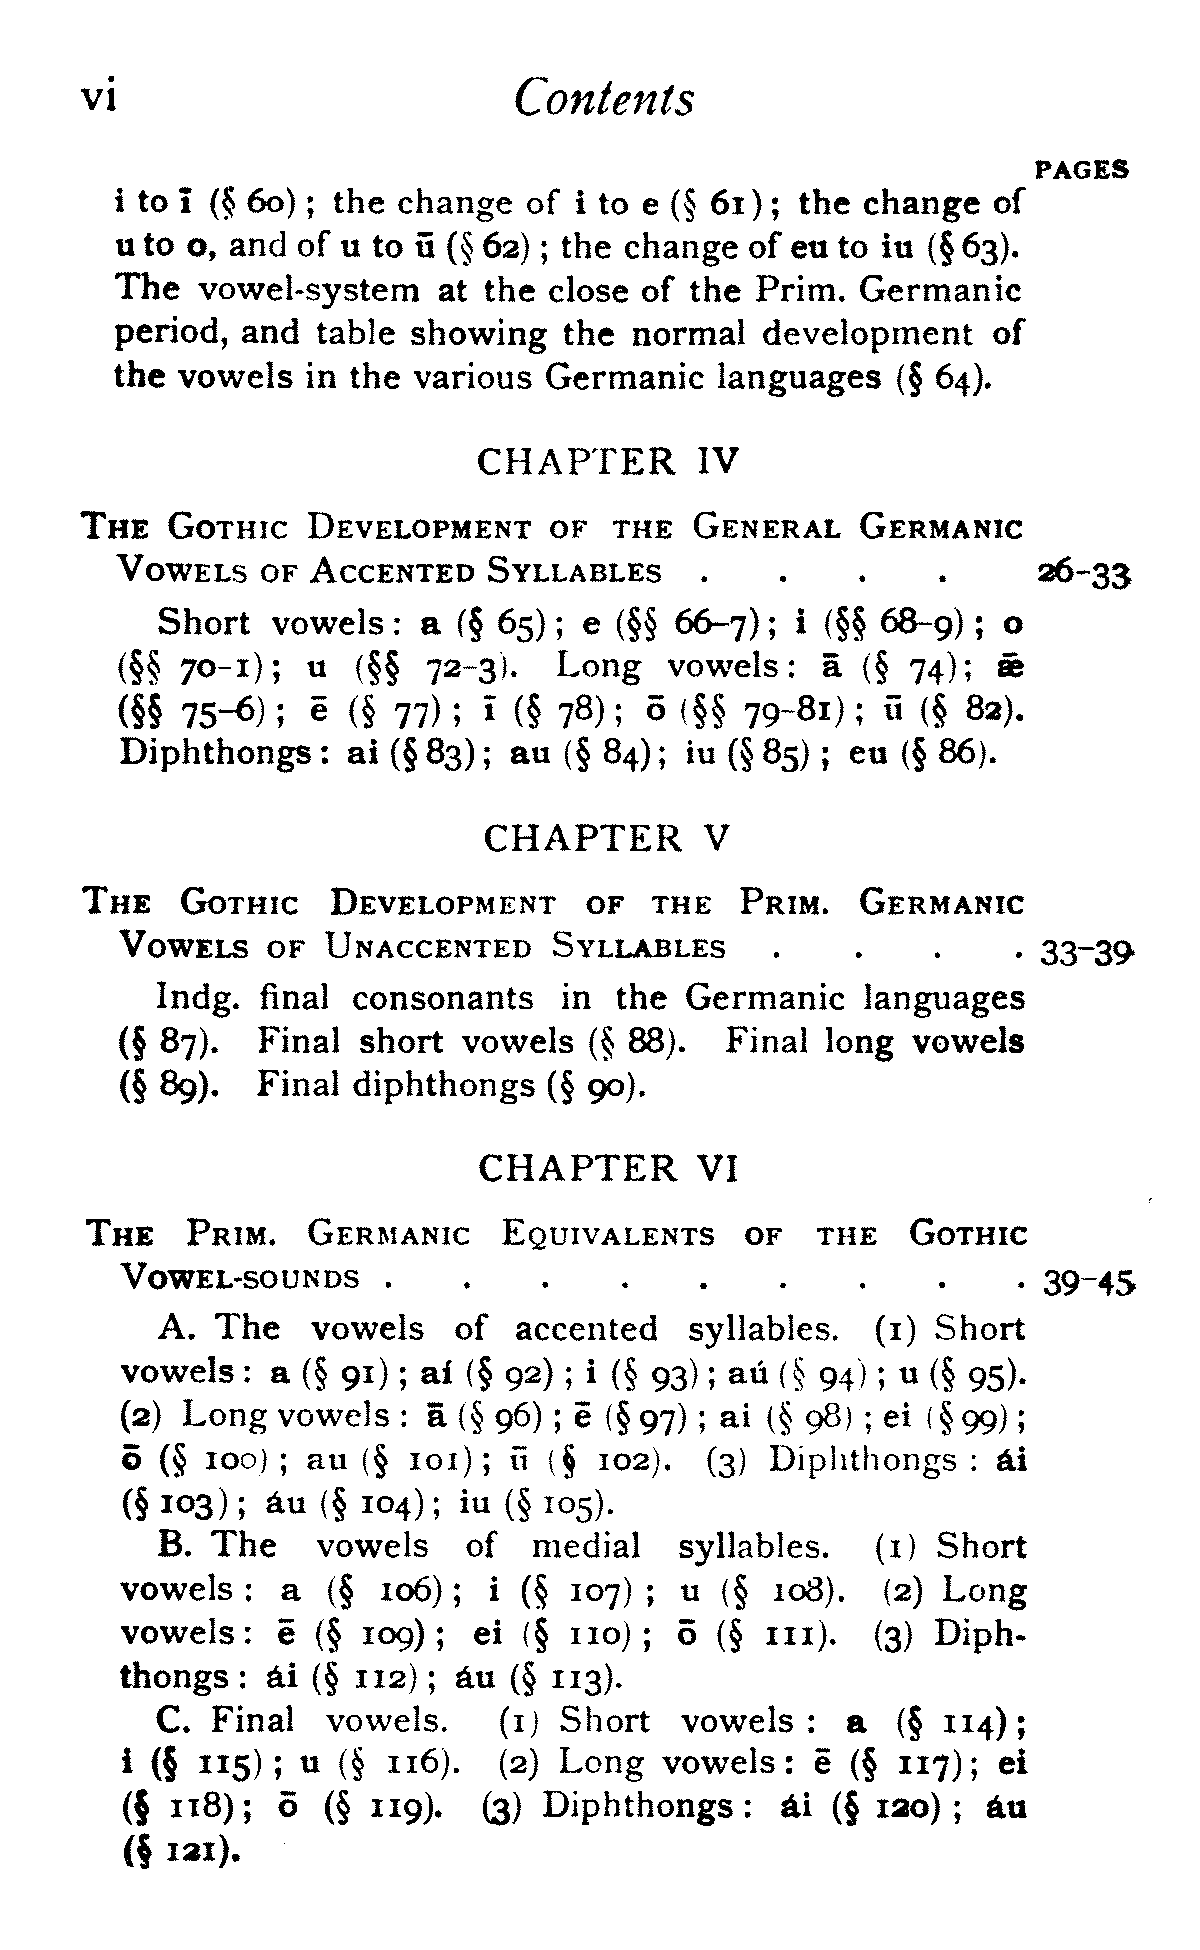 vi Contents
PAGES
i to ī (§ 60) ; the change of i to e (§ 61) ; the change of
u to o, and of u to ū (§ 62) ; the change of eu to iu (§ 63).
The vowel-system at the close of the Prim. Germanic
period, and table showing the normal development of
the vowels in the various Germanic languages (§ 64).
CHAPTER IV
The Gothic Development of the General Germanic
Vowels of Accented Syllables . . . . 26-33
Short vowels: a (§ 65); e (§§ 66-7); i (§§ 68-9); o
(§§ 70-1); u (§§ 72-3). Long vowels: ā (§ 74); ǣ
(§§ 75-6); ē (§ 77); ī (§ 78); ō (§§ 79-81); ū (§ 82).
Diphthongs: ai (§ 83); au (§ 84); iu (§ 85); eu (§ 86).
CHAPTER V
The Gothic Development of the Prim. Germanic
Vowels of Unaccented Syllables . . . . 33-39
Indg. final consonants in the Germanic languages
(§ 87). Final short vowels (§ 88). Final long vowels
(§ 89). Final diphthongs (§ 90).
CHAPTER VI
The Prim. Germanic Equivalents of the Gothic
Vowel-sounds . . . . . . . . . 39-45
A. The vowels of accented syllables. (1) Short
vowels: a (§ 91); aí (§ 92); i (§ 93); aú (§ 94); u (§ 95).
(2) Long vowels: ā (§ 96); ē (§ 97); ai (§ 98); ei (§ 99);
ō (§ 100); au (§ 101); ū (§ 102). (3) Diphthongs: ái
(§ 103); áu (§ 104); iu (§ 105).
B. The vowels of medial syllables. (1) Short
vowels: a (§ 106); i (§ 107); u (§ 108). (2) Long
vowels: ē (§ 109); ei (§ 110); ō (§ 111). (3) Diph-
thongs: ái (§ 112); áu (§ 113).
C. Final vowels. (1) Short vowels: a (§ 114);
i (§ 115); u (§ 116). (2) Long vowels: ē (§ 117); ei
(§ 118); ō (§ 119). (3) Diphthongs: ái (§ 120); áu
(§ 121).